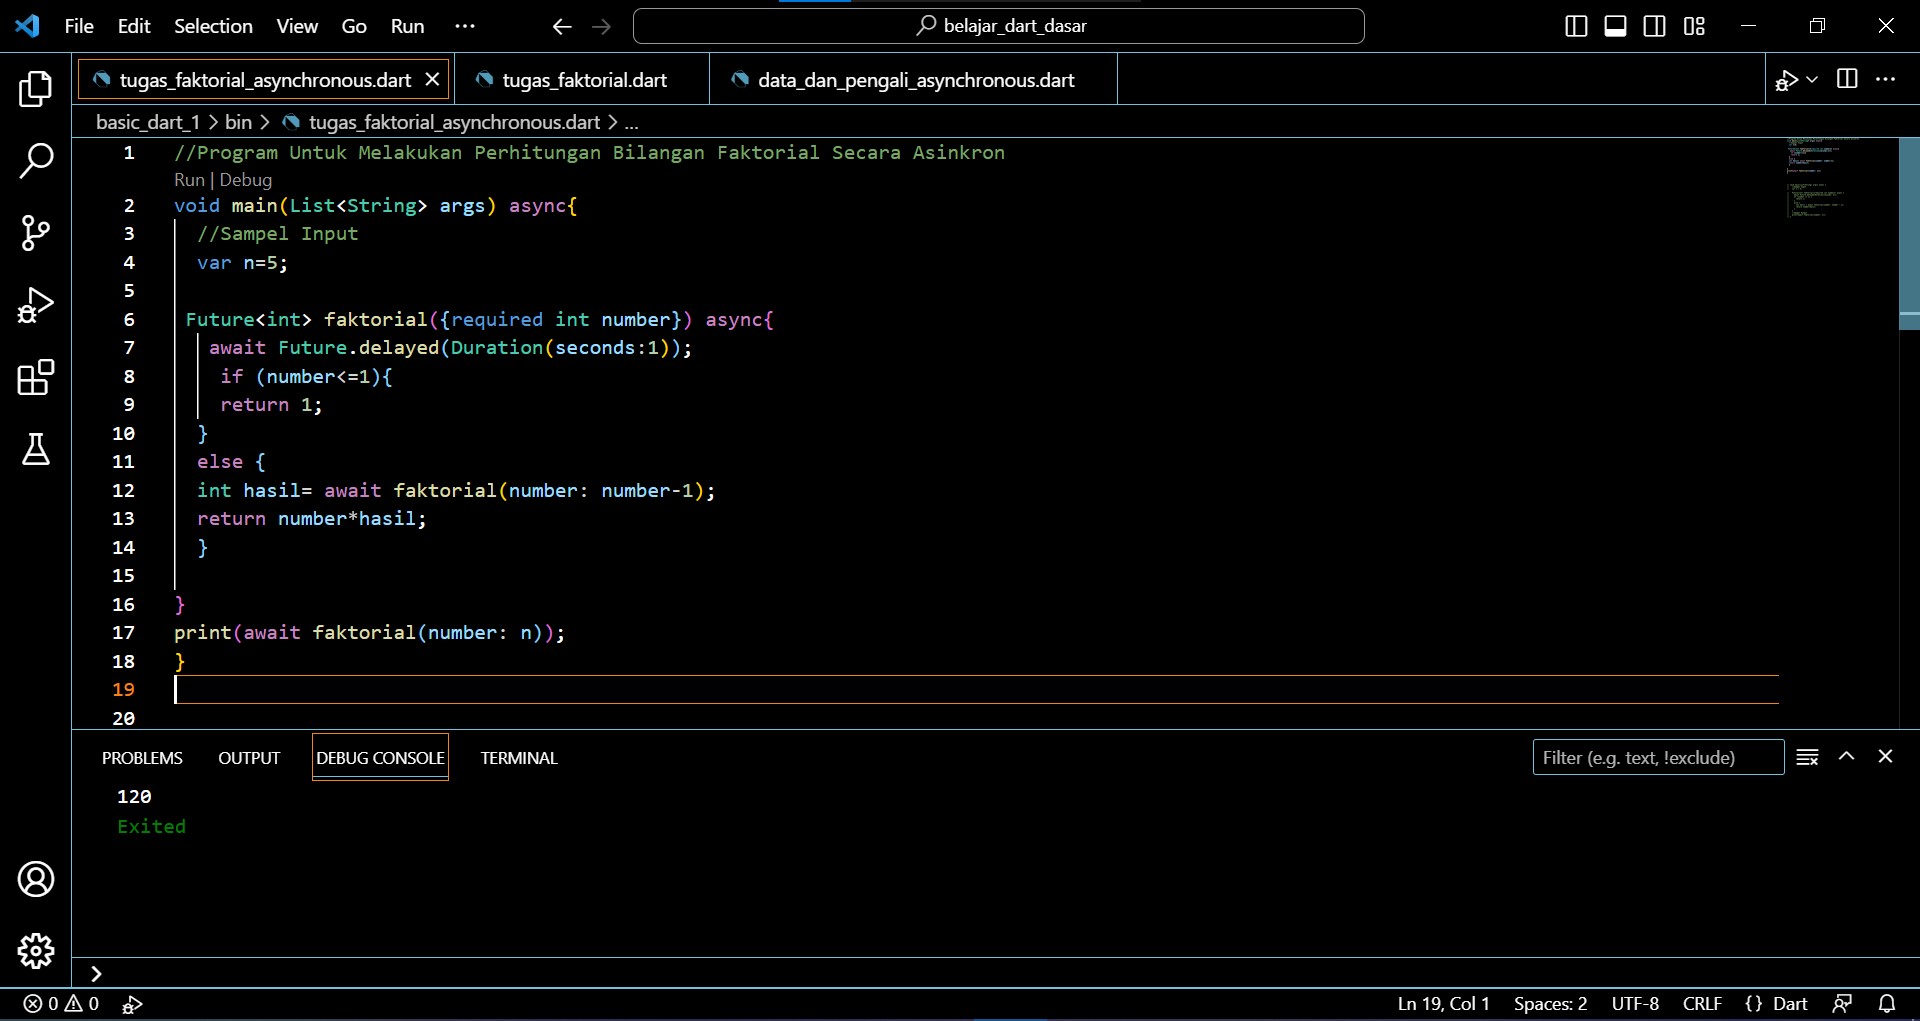 File Edit Selection View Go Run ··· belajar_dart_dasar
tugas_faktorial_asynchronous.dart tugas_faktorial.dart data_dan_pengali_asynchronous.dart
basic_dart_1 > bin > tugas_faktorial_asynchronous.dart > ...
1 //Program Untuk Melakukan Perhitungan Bilangan Faktorial Secara Asinkron
Run | Debug
2 void main(List<String> args) async{
3 //Sampel Input
4 var n=5;
5
6 Future<int> faktorial({required int number}) async{
7 await Future.delayed(Duration(seconds:1));
8 if (number<=1){
9 return 1;
10 }
11 else {
12 int hasil= await faktorial(number: number-1);
13 return number*hasil;
14 }
15
16 }
17 print(await faktorial(number: n));
18 }
19
20
PROBLEMS OUTPUT DEBUG CONSOLE TERMINAL Filter (e.g. text, !exclude)
120
Exited
0 0 Ln 19, Col 1 Spaces: 2 UTF-8 CRLF {} Dart